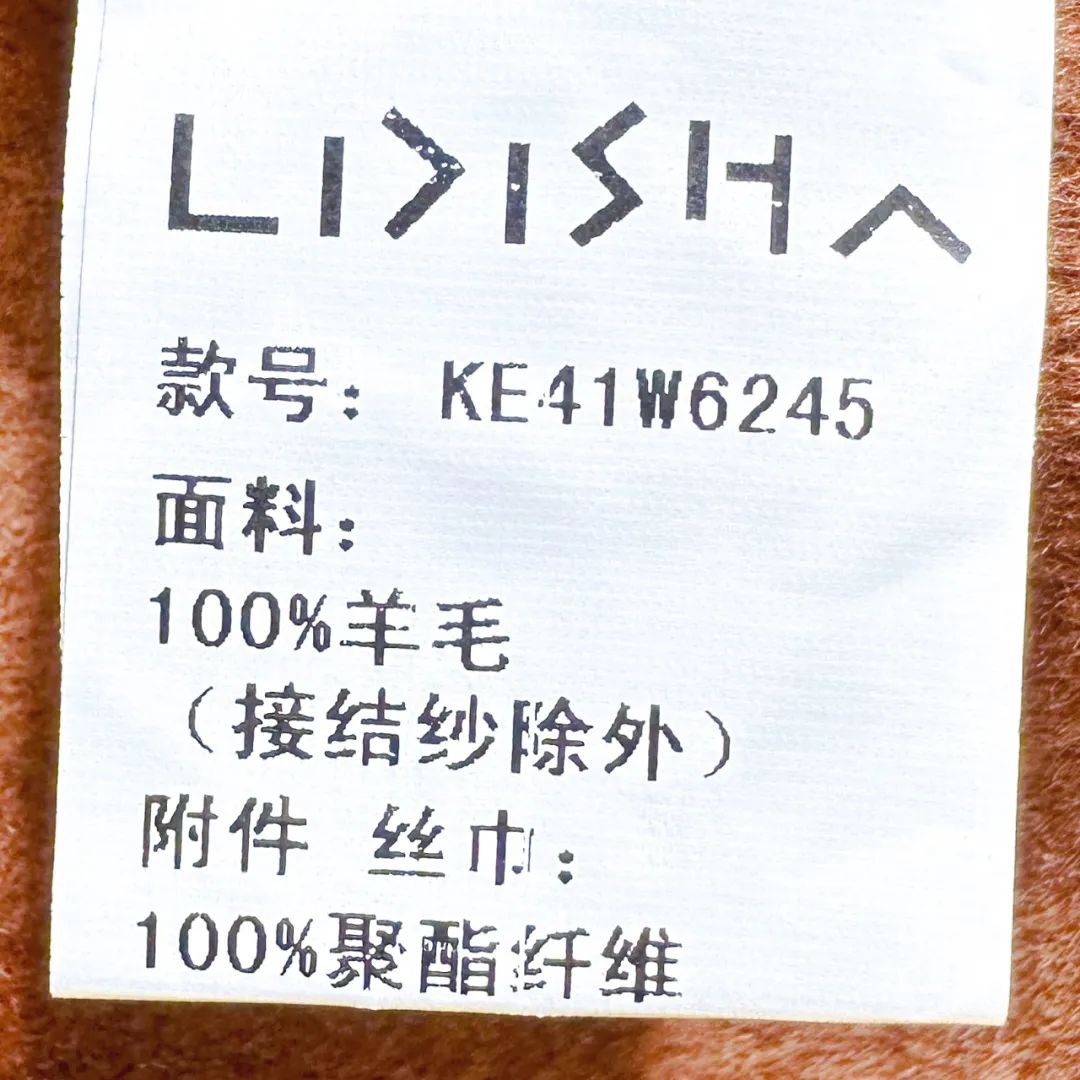 LIDISHA
款号: KE41W6245
面料:
100%羊毛
(接结纱除外)
附件 丝巾:
100%聚酯纤维